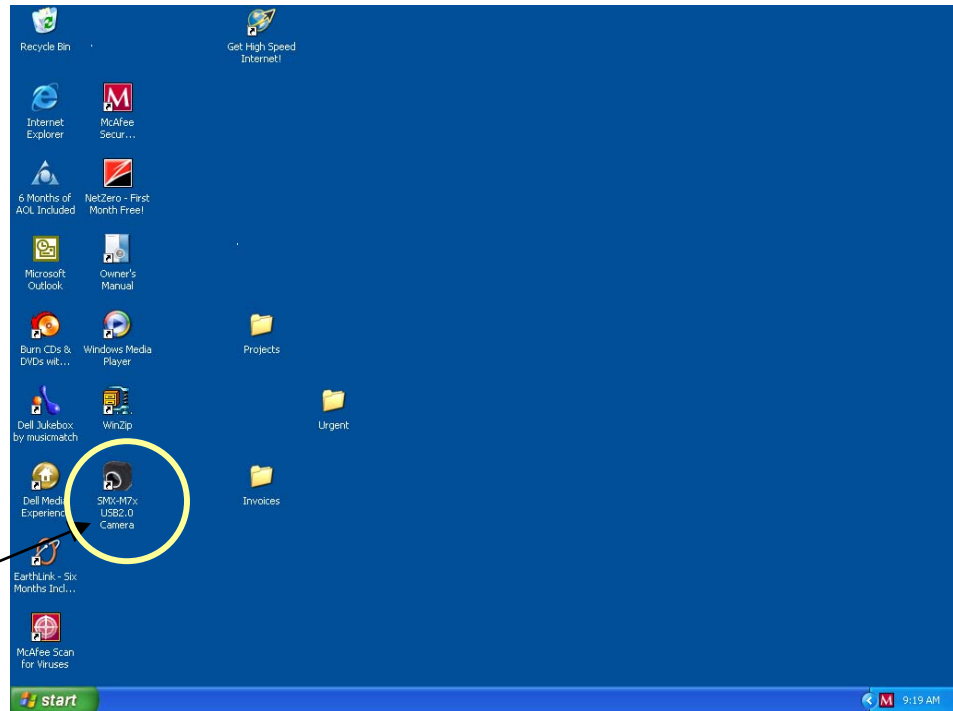 Recycle Bin
Get High Speed
Internet!
Internet
Explorer
McAfee
Secur...
6 Months of
AOL Included
NetZero - First
Month Free!
Microsoft
Outlook
Owner's
Manual
Burn CDs &
DVDs wit...
Windows Media
Player
Projects
Dell Jukebox
by musicmatch
WinZip
Urgent
Dell Media
Experience
SMX-M7x
USB2.0
Camera
Invoices
EarthLink - Six
Months Incl...
McAfee Scan
for Viruses
start
9:19 AM